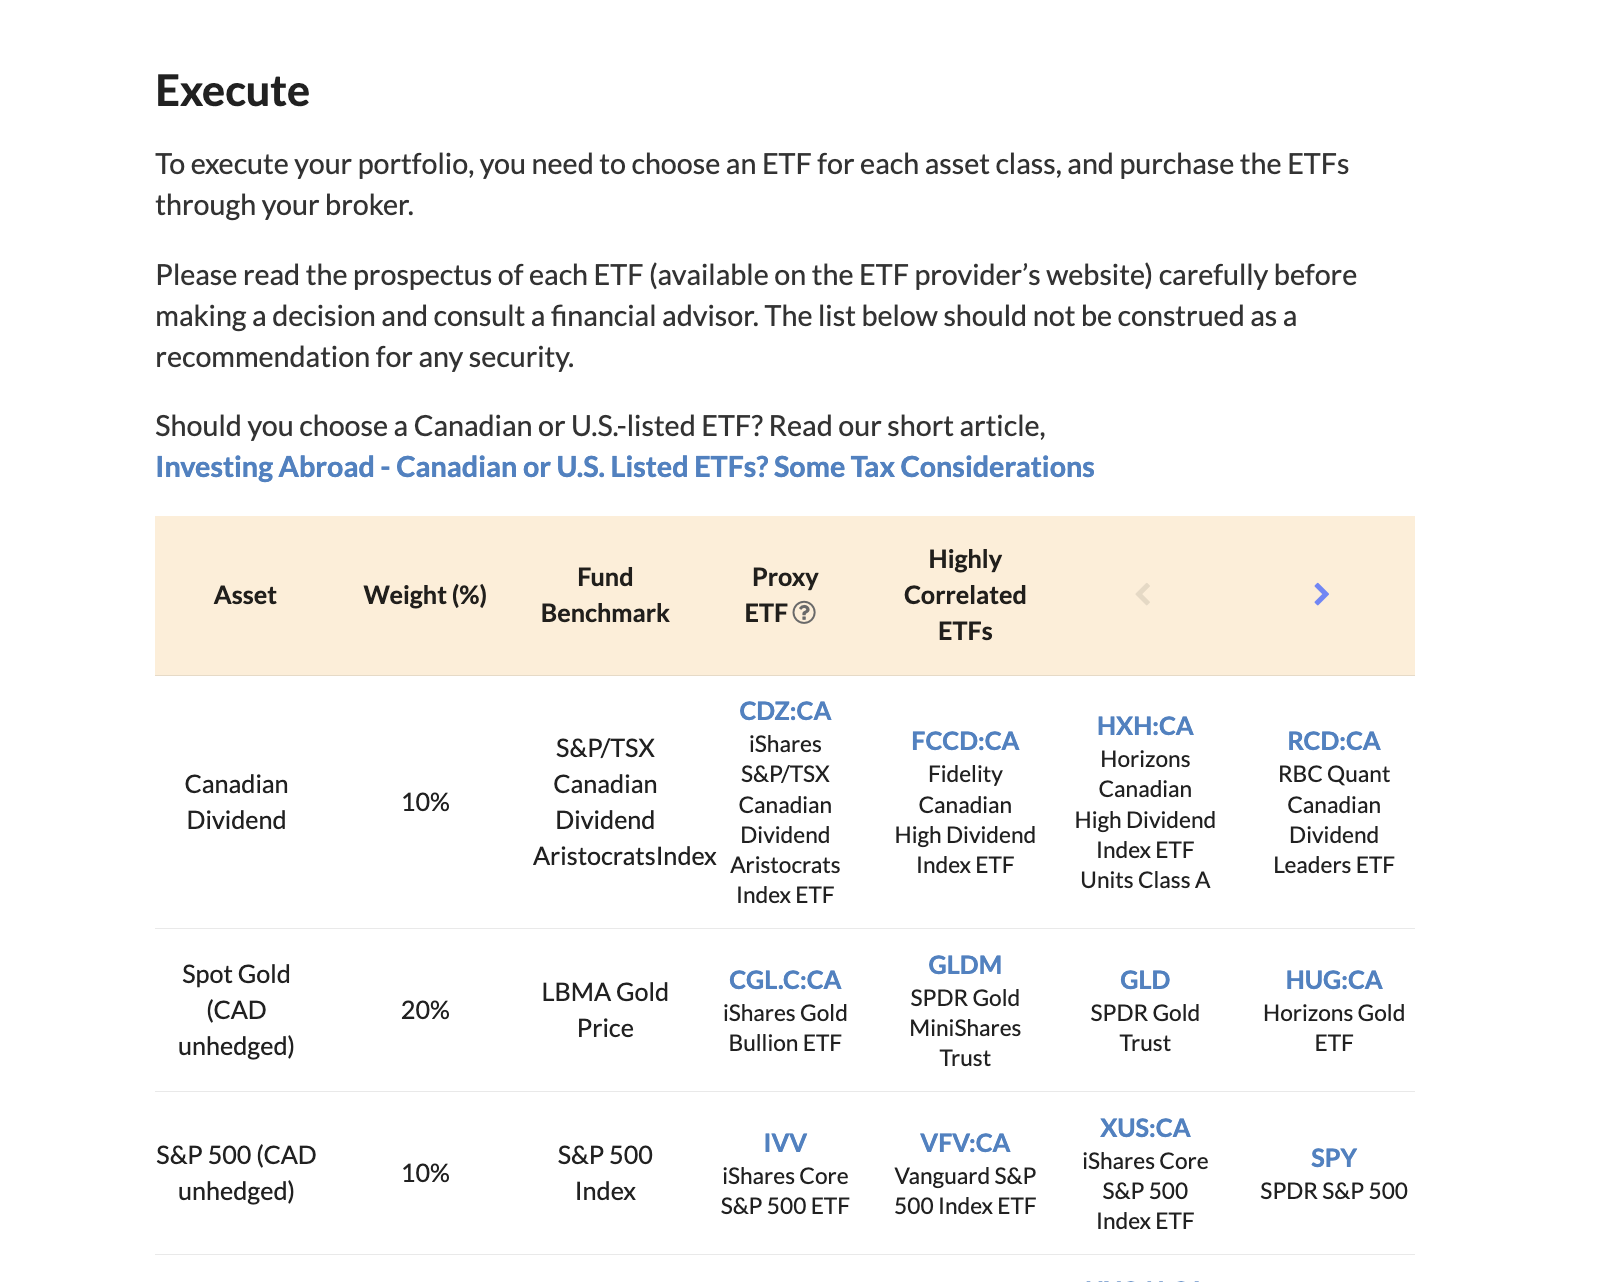 Execute
To execute your portfolio, you need to choose an ETF for each asset class, and purchase the ETFs
through your broker.
Please read the prospectus of each ETF (available on the ETF provider’s website) carefully before
making a decision and consult a financial advisor. The list below should not be construed as a
recommendation for any security.
Should you choose a Canadian or U.S.-listed ETF? Read our short article,
Investing Abroad - Canadian or U.S. Listed ETFs? Some Tax Considerations
Asset
Weight (%)
Fund
Benchmark
Proxy
ETF ?
Highly
Correlated
ETFs
Canadian
Dividend
10%
S&P/TSX
Canadian
Dividend
AristocratsIndex
CDZ:CA
iShares
S&P/TSX
Canadian
Dividend
Aristocrats
Index ETF
FCCD:CA
Fidelity
Canadian
High Dividend
Index ETF
HXH:CA
Horizons
Canadian
High Dividend
Index ETF
Units Class A
RCD:CA
RBC Quant
Canadian
Dividend
Leaders ETF
Spot Gold
(CAD
unhedged)
20%
LBMA Gold
Price
CGL.C:CA
iShares Gold
Bullion ETF
GLDM
SPDR Gold
MiniShares
Trust
GLD
SPDR Gold
Trust
HUG:CA
Horizons Gold
ETF
S&P 500 (CAD
unhedged)
10%
S&P 500
Index
IVV
iShares Core
S&P 500 ETF
VFV:CA
Vanguard S&P
500 Index ETF
XUS:CA
iShares Core
S&P 500
Index ETF
SPY
SPDR S&P 500